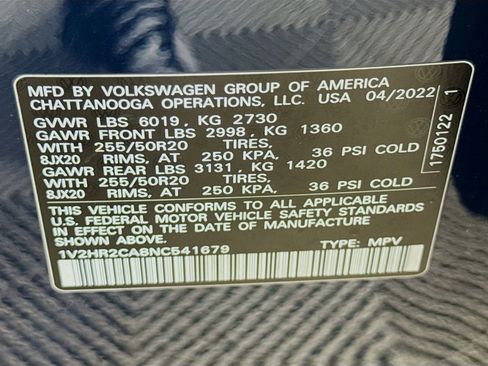 MFD BY VOLKSWAGEN GROUP OF AMERICA
CHATTANOOGA OPERATIONS, LLC. USA 04/2022
GVWR LBS 6019, KG 2730
GAWR FRONT LBS 2998, KG 1360
WITH 255/50R20 TIRES,
8JX20 RIMS, AT 250 KPA, 36 PSI COLD
GAWR REAR LBS 3131, KG 1420
WITH 255/50R20 TIRES,
8JX20 RIMS, AT 250 KPA, 36 PSI COLD
THIS VEHICLE CONFORMS TO ALL APPLICABLE
U.S. FEDERAL MOTOR VEHICLE SAFETY STANDARDS
IN EFFECT ON THE DATE OF MANUFACTURE
SHOWN ABOVE.
1V2HR2CA8NC541679 TYPE: MPV
1760122 1